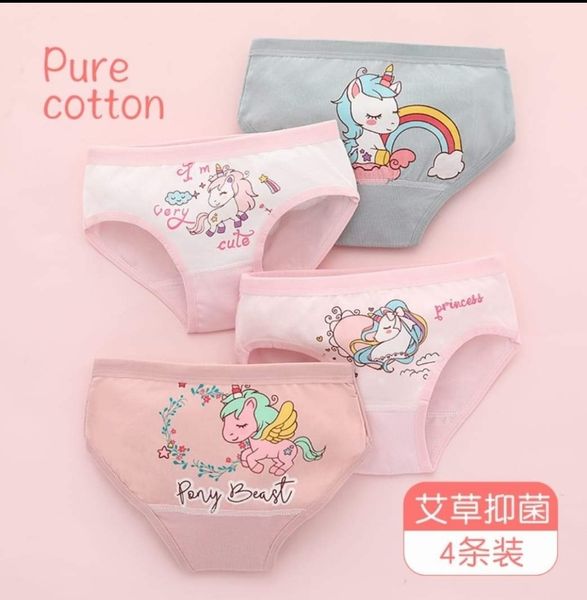 Pure
cotton
I'm
very
cute
princess
Pony Beast
艾草抑菌
4条装